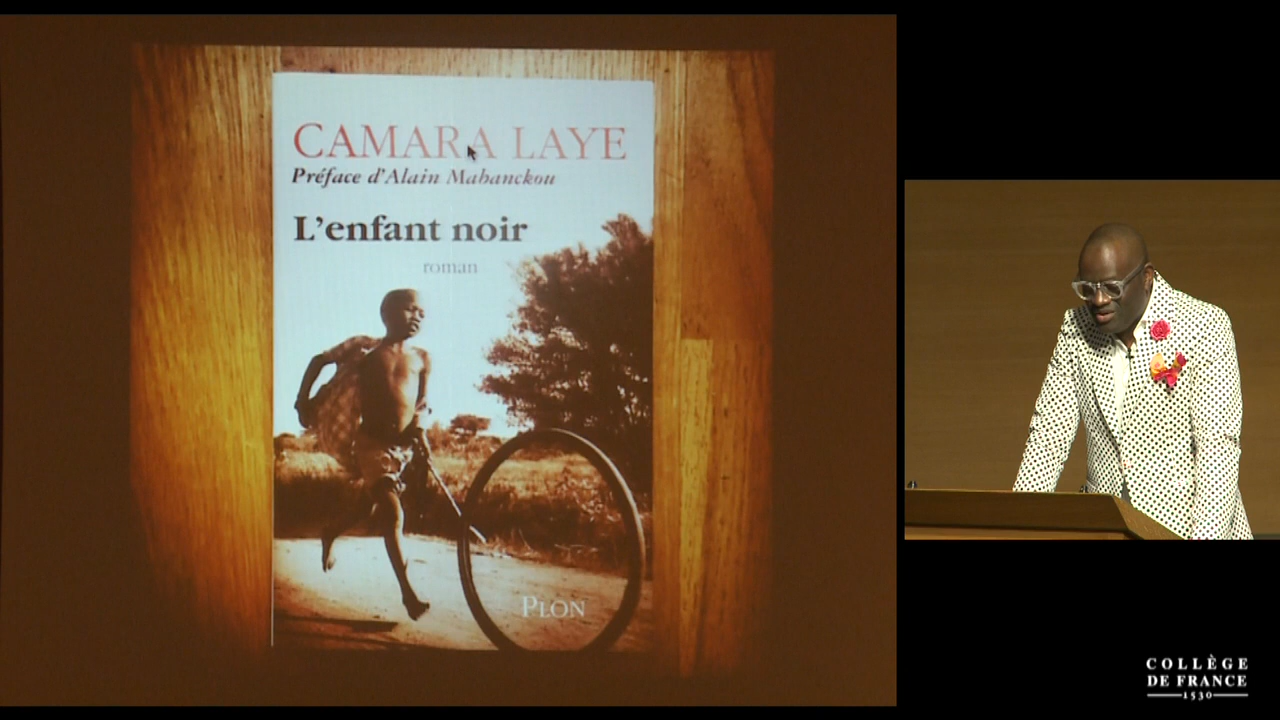 CAMARA LAYE
Préface d'Alain Mabanckou
L'enfant noir
roman
PLON
COLLÈGE
DE FRANCE
1530